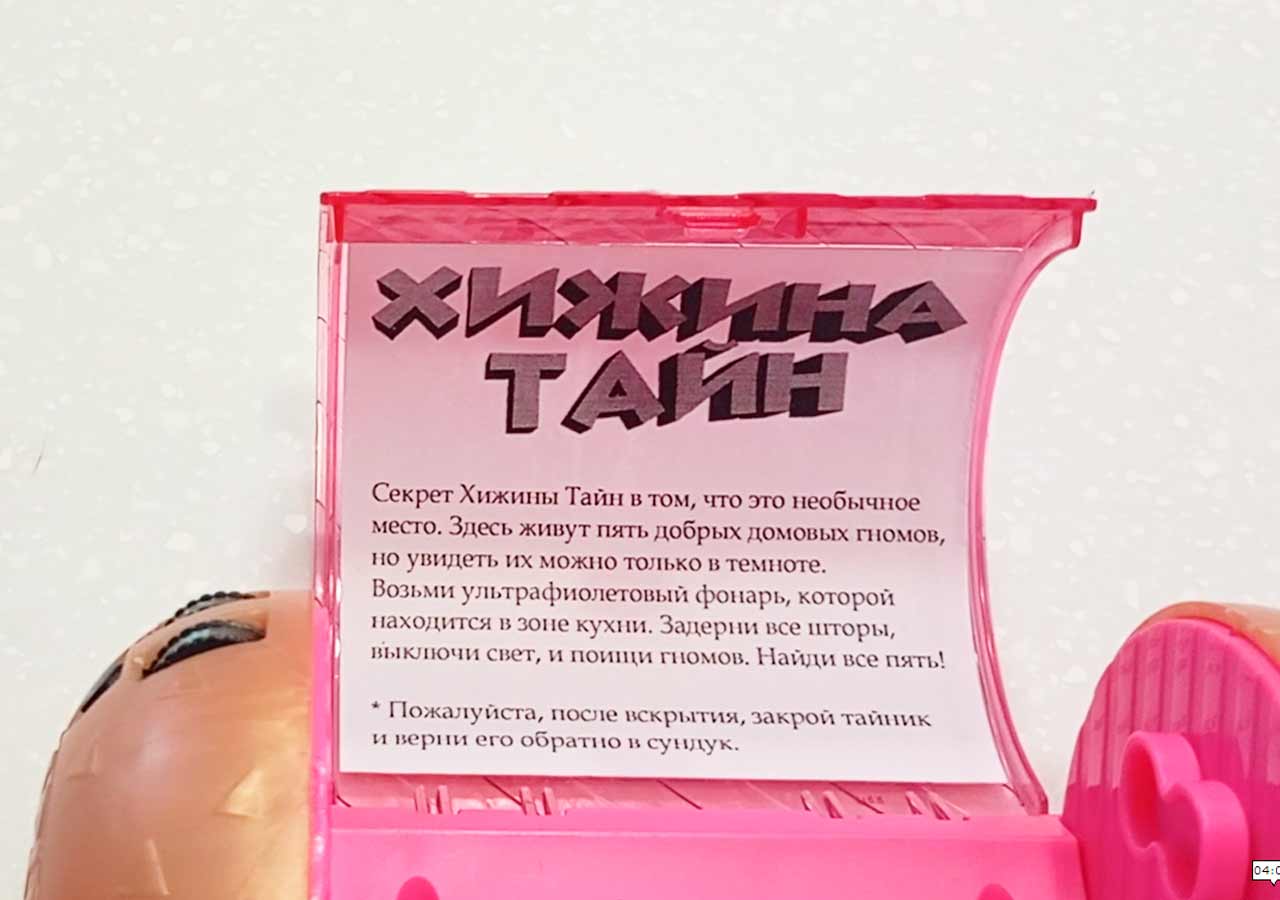 ХИЖИНА
ТАЙН
Секрет Хижины Тайн в том, что это необычное
место. Здесь живут пять добрых домовых гномов,
но увидеть их можно только в темноте.
Возьми ультрафиолетовый фонарь, которой
находится в зоне кухни. Задерни все шторы,
выключи свет, и поищи гномов. Найди все пять!
* Пожалуйста, после вскрытия, закрой тайник
и верни его обратно в сундук.